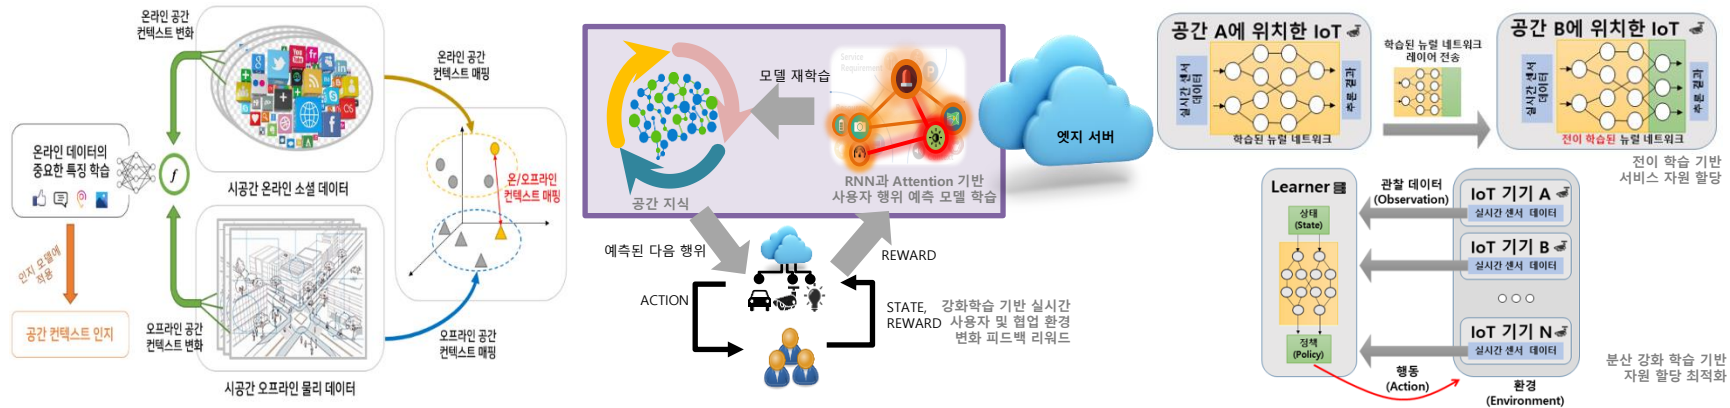 온라인 공간
컨텍스트 변화
시공간 온라인 소셜 데이터
온라인 데이터의
중요한 특징 학습
f
인지 모델에
적용
공간 컨텍스트 인지
오프라인 공간
컨텍스트 변화
시공간 오프라인 물리 데이터
온라인 공간
컨텍스트 매핑
온/오프라인
컨텍스트 매핑
오프라인 공간
컨텍스트 매핑
모델 재학습
Service
Requirement
공간 지식
RNN과 Attention 기반
사용자 행위 예측 모델 학습
엣지 서버
예측된 다음 행위
REWARD
ACTION
STATE,
REWARD
강화학습 기반 실시간
사용자 및 협업 환경
변화 피드백 리워드
공간 A에 위치한 IoT
실시간 센서
데이터
추론 결과
학습된 뉴럴 네트워크
학습된 뉴럴 네트워크
레이어 전송
공간 B에 위치한 IoT
실시간 센서
데이터
추론 결과
전이 학습된 뉴럴 네트워크
전이 학습 기반
서비스 자원 할당
Learner
상태
(State)
정책
(Policy)
관찰 데이터
(Observation)
IoT 기기 A
실시간 센서 데이터
IoT 기기 B
실시간 센서 데이터
IoT 기기 N
실시간 센서 데이터
행동
(Action)
환경
(Environment)
분산 강화 학습 기반
자원 할당 최적화